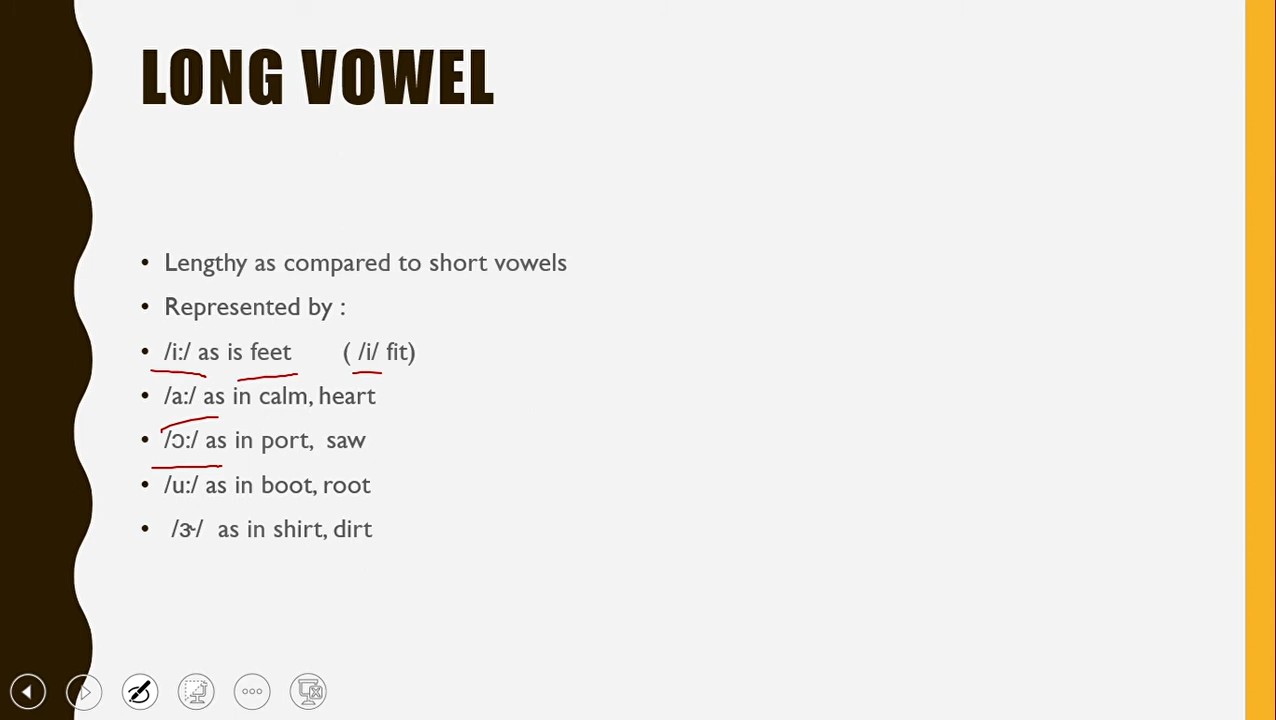 LONG VOWEL
• Lengthy as compared to short vowels
• Represented by :
• /i:/ as is feet ( /i/ fit)
• /a:/ as in calm, heart
• /ɔ:/ as in port, saw
• /u:/ as in boot, root
• /ɝ/ as in shirt, dirt